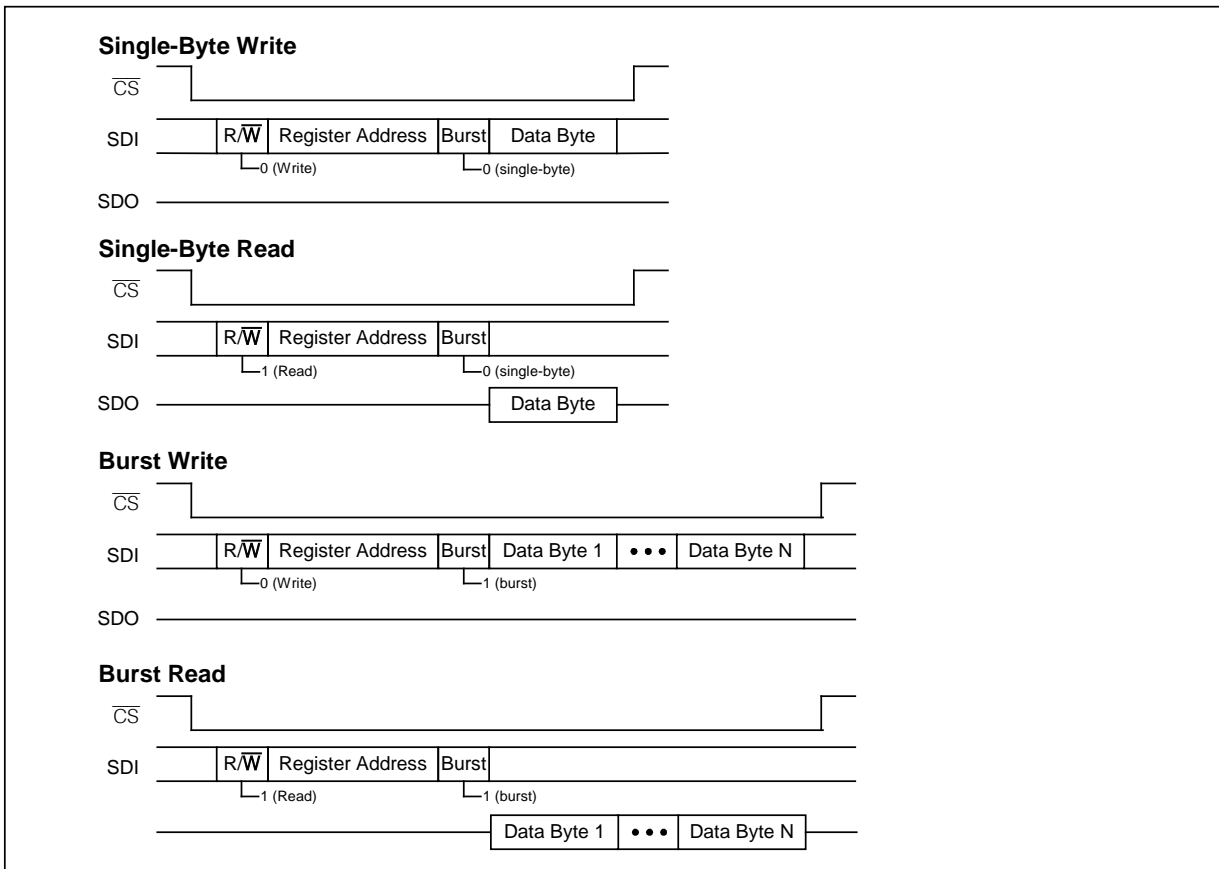 Single-Byte Write
CS
SDI R/W Register Address Burst Data Byte
0 (Write) 0 (single-byte)
SDO
Single-Byte Read
CS
SDI R/W Register Address Burst
1 (Read) 0 (single-byte)
SDO Data Byte
Burst Write
CS
SDI R/W Register Address Burst Data Byte 1 ••• Data Byte N
0 (Write) 1 (burst)
SDO
Burst Read
CS
SDI R/W Register Address Burst
1 (Read) 1 (burst)
Data Byte 1 ••• Data Byte N